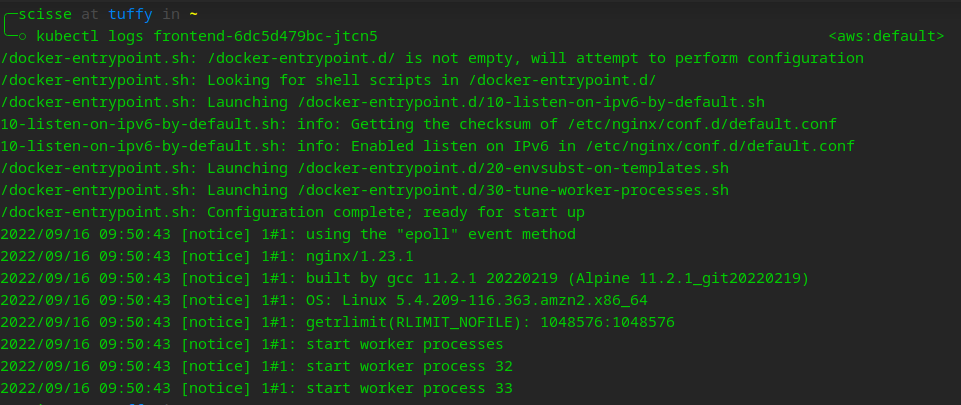 scisse at tuffy in ~
kubectl logs frontend-6dc5d479bc-jtcn5 <aws:default>
/docker-entrypoint.sh: /docker-entrypoint.d/ is not empty, will attempt to perform configuration
/docker-entrypoint.sh: Looking for shell scripts in /docker-entrypoint.d/
/docker-entrypoint.sh: Launching /docker-entrypoint.d/10-listen-on-ipv6-by-default.sh
10-listen-on-ipv6-by-default.sh: info: Getting the checksum of /etc/nginx/conf.d/default.conf
10-listen-on-ipv6-by-default.sh: info: Enabled listen on IPv6 in /etc/nginx/conf.d/default.conf
/docker-entrypoint.sh: Launching /docker-entrypoint.d/20-envsubst-on-templates.sh
/docker-entrypoint.sh: Launching /docker-entrypoint.d/30-tune-worker-processes.sh
/docker-entrypoint.sh: Configuration complete; ready for start up
2022/09/16 09:50:43 [notice] 1#1: using the "epoll" event method
2022/09/16 09:50:43 [notice] 1#1: nginx/1.23.1
2022/09/16 09:50:43 [notice] 1#1: built by gcc 11.2.1 20220219 (Alpine 11.2.1_git20220219)
2022/09/16 09:50:43 [notice] 1#1: OS: Linux 5.4.209-116.363.amzn2.x86_64
2022/09/16 09:50:43 [notice] 1#1: getrlimit(RLIMIT_NOFILE): 1048576:1048576
2022/09/16 09:50:43 [notice] 1#1: start worker processes
2022/09/16 09:50:43 [notice] 1#1: start worker process 32
2022/09/16 09:50:43 [notice] 1#1: start worker process 33